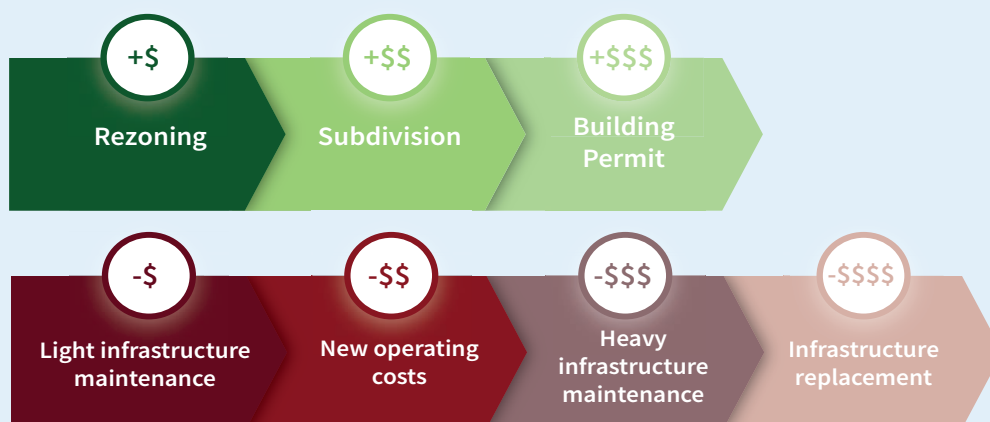 +$
+$$
+$$$
Rezoning
Subdivision
Building
Permit
-$
-$$
-$$$
-$$$$
Light infrastructure
maintenance
New operating
costs
Heavy
infrastructure
maintenance
Infrastructure
replacement